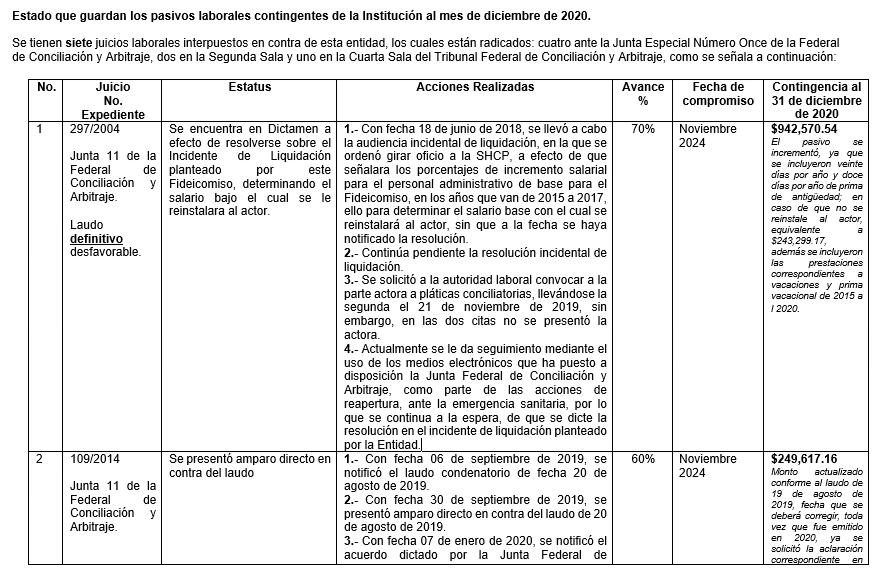 Estado que guardan los pasivos laborales contingentes de la Institución al mes de diciembre de 2020.
Se tienen siete juicios laborales interpuestos en contra de esta entidad, los cuales están radicados: cuatro ante la Junta Especial Número Once de la Federal
de Conciliación y Arbitraje, dos en la Segunda Sala y uno en la Cuarta Sala del Tribunal Federal de Conciliación y Arbitraje, como se señala a continuación:
No.
Juicio
No.
Expediente
Estatus
Acciones Realizadas
Avance
%
Fecha de
compromiso
Contingencia al
31 de diciembre
de 2020
1
297/2004
Junta 11 de la
Federal de
Conciliación y
Arbitraje.
Laudo
definitivo
desfavorable.
Se encuentra en Dictamen a
efecto de resolverse sobre el
Incidente de Liquidación
planteado por este
Fideicomiso, determinando el
salario bajo el cual se le
reinstalara al actor.
1.- Con fecha 18 de junio de 2018, se llevó a cabo
la audiencia incidental de liquidación, en la que se
ordenó girar oficio a la SHCP, a efecto de que
señalara los porcentajes de incremento salarial
para el personal administrativo de base para el
Fideicomiso, en los años que van de 2015 a 2017,
ello para determinar el salario base con el cual se
reinstalará al actor, sin que a la fecha se haya
notificado la resolución.
2.- Continúa pendiente la resolución incidental de
liquidación.
3.- Se solicitó a la autoridad laboral convocar a la
parte actora a pláticas conciliatorias, llevándose la
segunda el 21 de noviembre de 2019, sin
embargo, en las dos citas no se presentó la
actora.
4.- Actualmente se le da seguimiento mediante el
uso de los medios electrónicos que ha puesto a
disposición la Junta Federal de Conciliación y
Arbitraje, como parte de las acciones de
reapertura, ante la emergencia sanitaria, por lo
que se continua a la espera, de que se dicte la
resolución en el incidente de liquidación planteado
por la Entidad.
70%
Noviembre
2024
$942,570.54
El pasivo se
incrementó, ya que
se incluyeron veinte
días por año y doce
días por año de prima
de antigüedad; en
caso de que no se
reinstale al actor,
equivalente a
$243,299.17,
además se incluyeron
las prestaciones
correspondientes a
vacaciones y prima
vacacional de 2015 a
l 2020.
2
109/2014
Junta 11 de la
Federal de
Conciliación y
Arbitraje.
Se presentó amparo directo en
contra del laudo
1.- Con fecha 06 de septiembre de 2019, se
notificó el laudo condenatorio de fecha 20 de
agosto de 2019.
2.- Con fecha 30 de septiembre de 2019, se
presentó amparo directo en contra del laudo de 20
de agosto de 2019.
3.- Con fecha 07 de enero de 2020, se notificó el
acuerdo dictado por la Junta Federal de
60%
Noviembre
2024
$249,617.16
Monto actualizado
conforme al laudo de
19 de agosto de
2019, fecha que se
deberá corregir, toda
vez que fue emitido
en 2020, ya se
solicitó la aclaración
correspondiente en